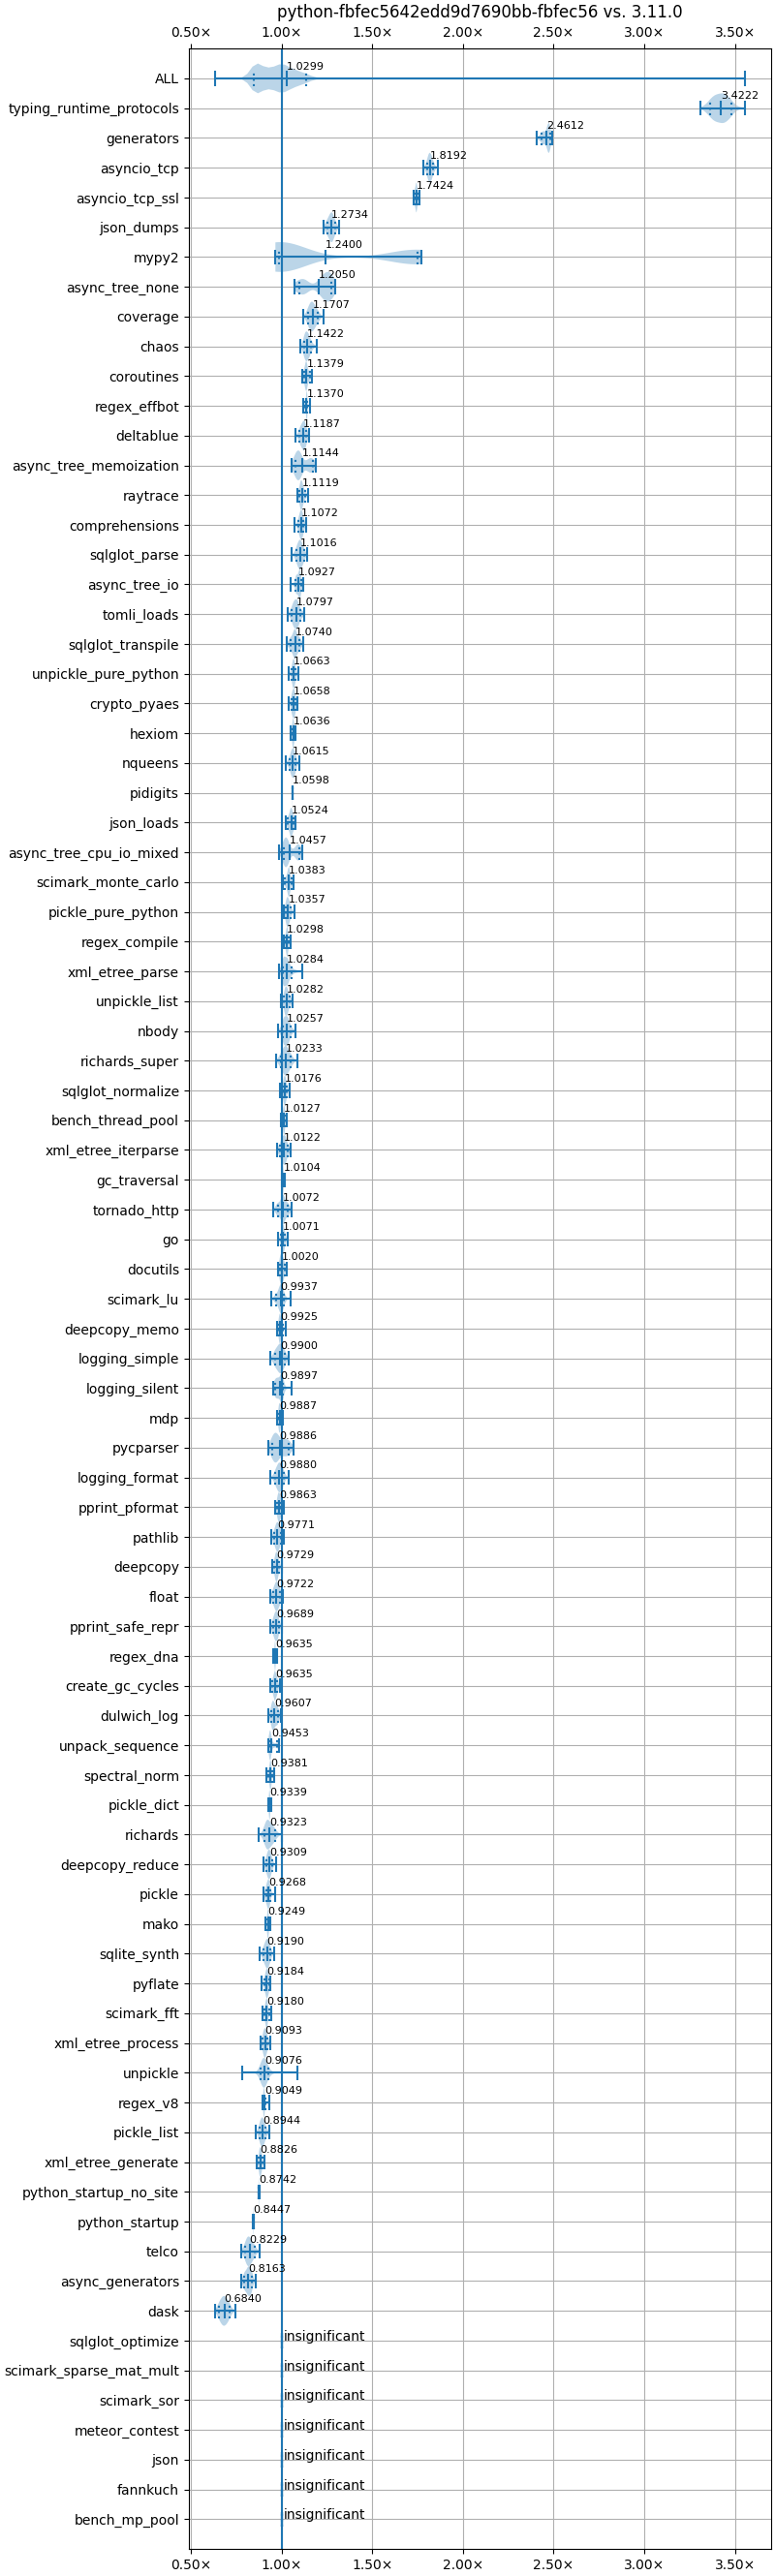 python-fbfec5642edd9d7690bb-fbfec56 vs. 3.11.0
0.50× 1.00× 1.50× 2.00× 2.50× 3.00× 3.50×
ALL 1.0299
typing_runtime_protocols 3.4222
generators 2.4612
asyncio_tcp 1.8192
asyncio_tcp_ssl 1.7424
json_dumps 1.2734
mypy2 1.2400
async_tree_none 1.2050
coverage 1.1707
chaos 1.1422
coroutines 1.1379
regex_effbot 1.1370
deltablue 1.1187
async_tree_memoization 1.1144
raytrace 1.1119
comprehensions 1.1072
sqlglot_parse 1.1016
async_tree_io 1.0927
tomli_loads 1.0797
sqlglot_transpile 1.0740
unpickle_pure_python 1.0663
crypto_pyaes 1.0658
hexiom 1.0636
nqueens 1.0615
pidigits 1.0598
json_loads 1.0524
async_tree_cpu_io_mixed 1.0457
scimark_monte_carlo 1.0383
pickle_pure_python 1.0357
regex_compile 1.0298
xml_etree_parse 1.0284
unpickle_list 1.0282
nbody 1.0257
richards_super 1.0233
sqlglot_normalize 1.0176
bench_thread_pool 1.0127
xml_etree_iterparse 1.0122
gc_traversal 1.0104
tornado_http 1.0072
go 1.0071
docutils 1.0020
scimark_lu 0.9937
deepcopy_memo 0.9925
logging_simple 0.9900
logging_silent 0.9897
mdp 0.9887
pycparser 0.9886
logging_format 0.9880
pprint_pformat 0.9863
pathlib 0.9771
deepcopy 0.9729
float 0.9722
pprint_safe_repr 0.9689
regex_dna 0.9635
create_gc_cycles 0.9635
dulwich_log 0.9607
unpack_sequence 0.9453
spectral_norm 0.9381
pickle_dict 0.9339
richards 0.9323
deepcopy_reduce 0.9309
pickle 0.9268
mako 0.9249
sqlite_synth 0.9190
pyflate 0.9184
scimark_fft 0.9180
xml_etree_process 0.9093
unpickle 0.9076
regex_v8 0.9049
pickle_list 0.8944
xml_etree_generate 0.8826
python_startup_no_site 0.8742
python_startup 0.8447
telco 0.8229
async_generators 0.8163
dask 0.6840
sqlglot_optimize insignificant
scimark_sparse_mat_mult insignificant
scimark_sor insignificant
meteor_contest insignificant
json insignificant
fannkuch insignificant
bench_mp_pool insignificant
0.50× 1.00× 1.50× 2.00× 2.50× 3.00× 3.50×